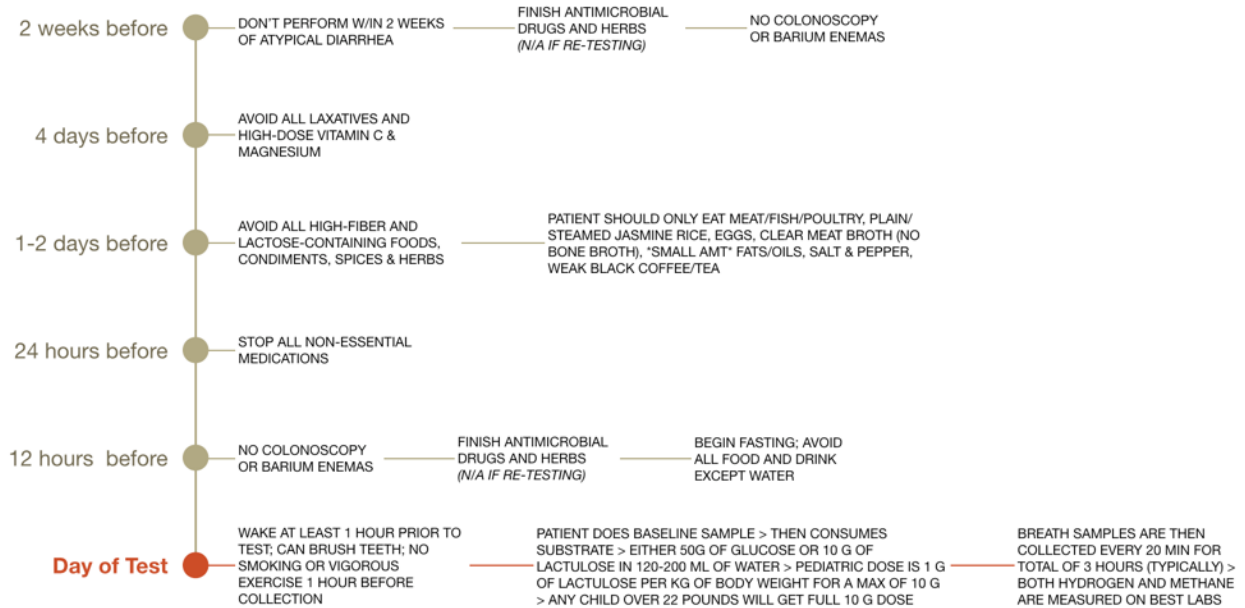 2 weeks before
DON'T PERFORM W/IN 2 WEEKS
OF ATYPICAL DIARRHEA
FINISH ANTIMICROBIAL
DRUGS AND HERBS
(N/A IF RE-TESTING)
NO COLONOSCOPY
OR BARIUM ENEMAS
4 days before
AVOID ALL LAXATIVES AND
HIGH-DOSE VITAMIN C &
MAGNESIUM
1-2 days before
AVOID ALL HIGH-FIBER AND
LACTOSE-CONTAINING FOODS,
CONDIMENTS, SPICES & HERBS
PATIENT SHOULD ONLY EAT MEAT/FISH/POULTRY, PLAIN/
STEAMED JASMINE RICE, EGGS, CLEAR MEAT BROTH (NO
BONE BROTH), *SMALL AMT* FATS/OILS, SALT & PEPPER,
WEAK BLACK COFFEE/TEA
24 hours before
STOP ALL NON-ESSENTIAL
MEDICATIONS
12 hours before
NO COLONOSCOPY
OR BARIUM ENEMAS
FINISH ANTIMICROBIAL
DRUGS AND HERBS
(N/A IF RE-TESTING)
BEGIN FASTING; AVOID
ALL FOOD AND DRINK
EXCEPT WATER
Day of Test
WAKE AT LEAST 1 HOUR PRIOR TO
TEST; CAN BRUSH TEETH; NO
SMOKING OR VIGOROUS
EXERCISE 1 HOUR BEFORE
COLLECTION
PATIENT DOES BASELINE SAMPLE > THEN CONSUMES
SUBSTRATE > EITHER 50G OF GLUCOSE OR 10 G OF
LACTULOSE IN 120-200 ML OF WATER > PEDIATRIC DOSE IS 1 G
OF LACTULOSE PER KG OF BODY WEIGHT FOR A MAX OF 10 G
> ANY CHILD OVER 22 POUNDS WILL GET FULL 10 G DOSE
BREATH SAMPLES ARE THEN
COLLECTED EVERY 20 MIN FOR
TOTAL OF 3 HOURS (TYPICALLY) >
BOTH HYDROGEN AND METHANE
ARE MEASURED ON BEST LABS